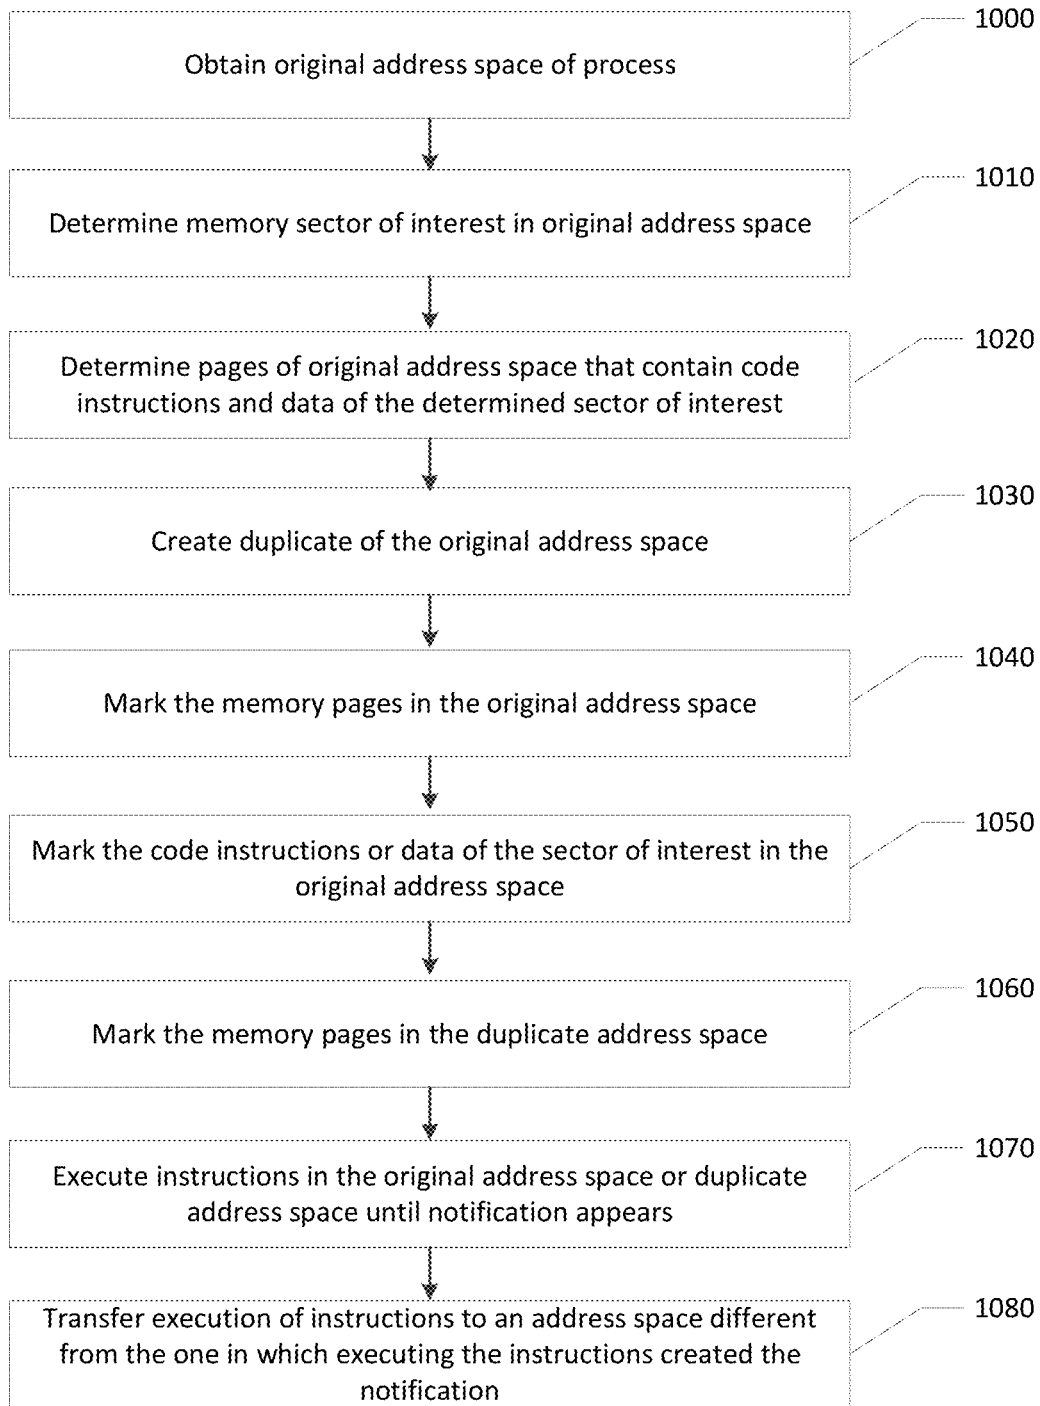 1000
Obtain original address space of process
1010
Determine memory sector of interest in original address space
1020
Determine pages of original address space that contain code
instructions and data of the determined sector of interest
1030
Create duplicate of the original address space
1040
Mark the memory pages in the original address space
1050
Mark the code instructions or data of the sector of interest in the
original address space
1060
Mark the memory pages in the duplicate address space
1070
Execute instructions in the original address space or duplicate
address space until notification appears
1080
Transfer execution of instructions to an address space different
from the one in which executing the instructions created the
notification